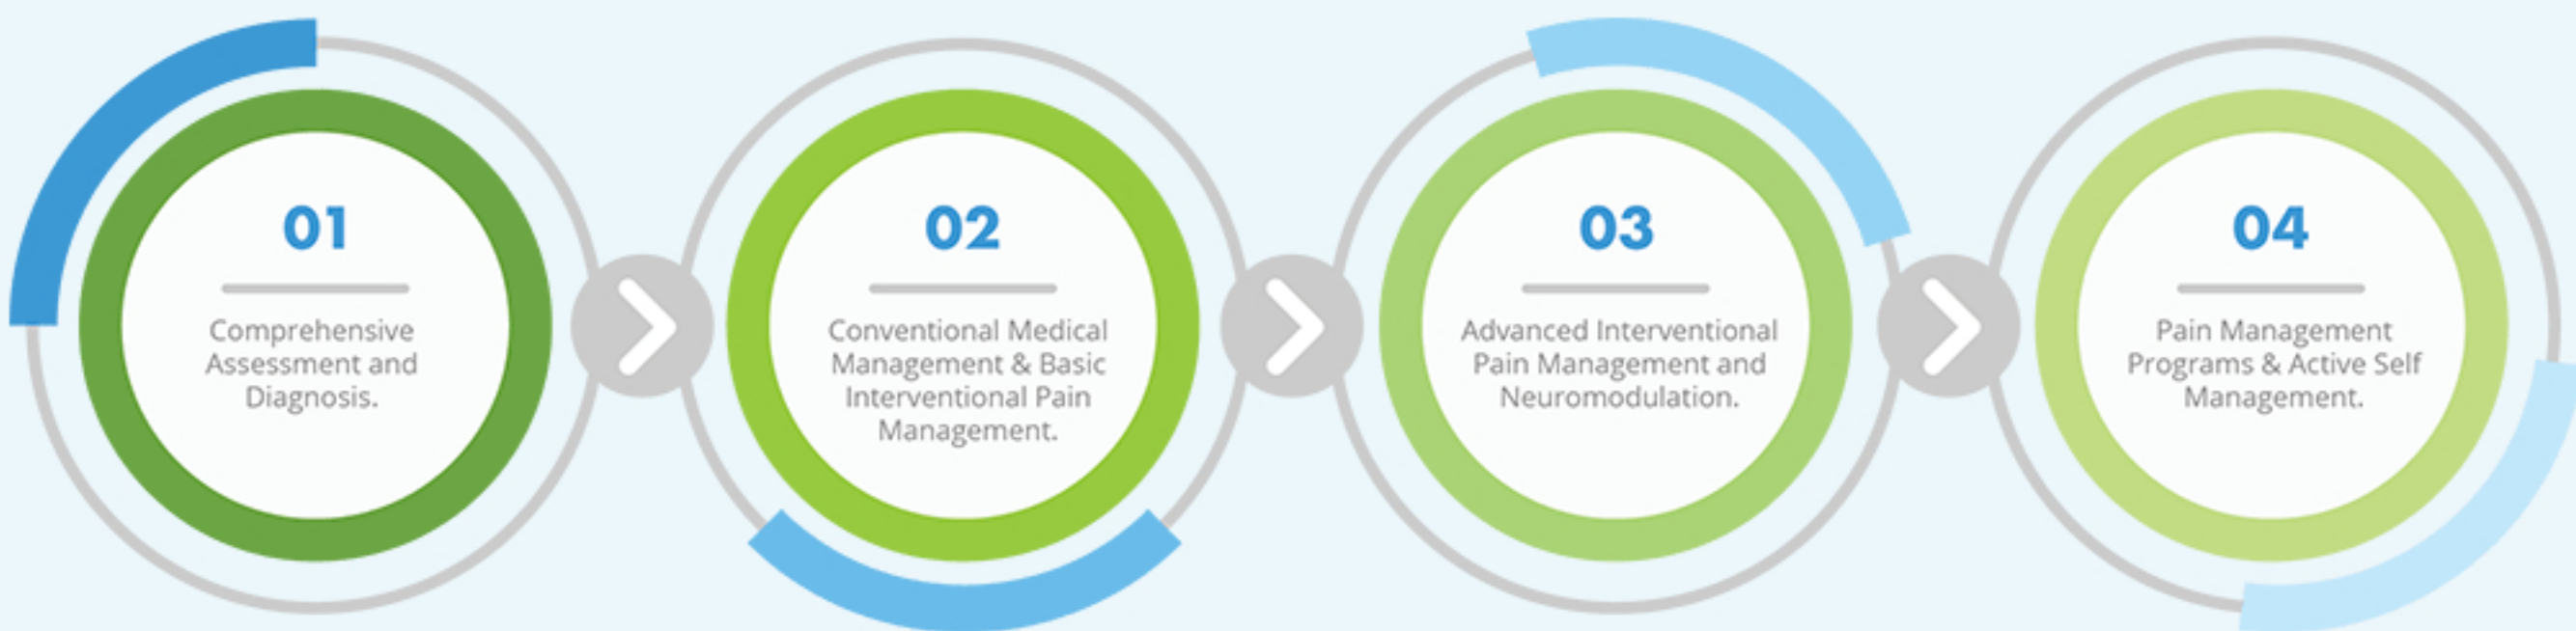 01
Comprehensive
Assessment and
Diagnosis.
02
Conventional Medical
Management & Basic
Interventional Pain
Management.
03
Advanced Interventional
Pain Management and
Neuromodulation.
04
Pain Management
Programs & Active Self
Management.